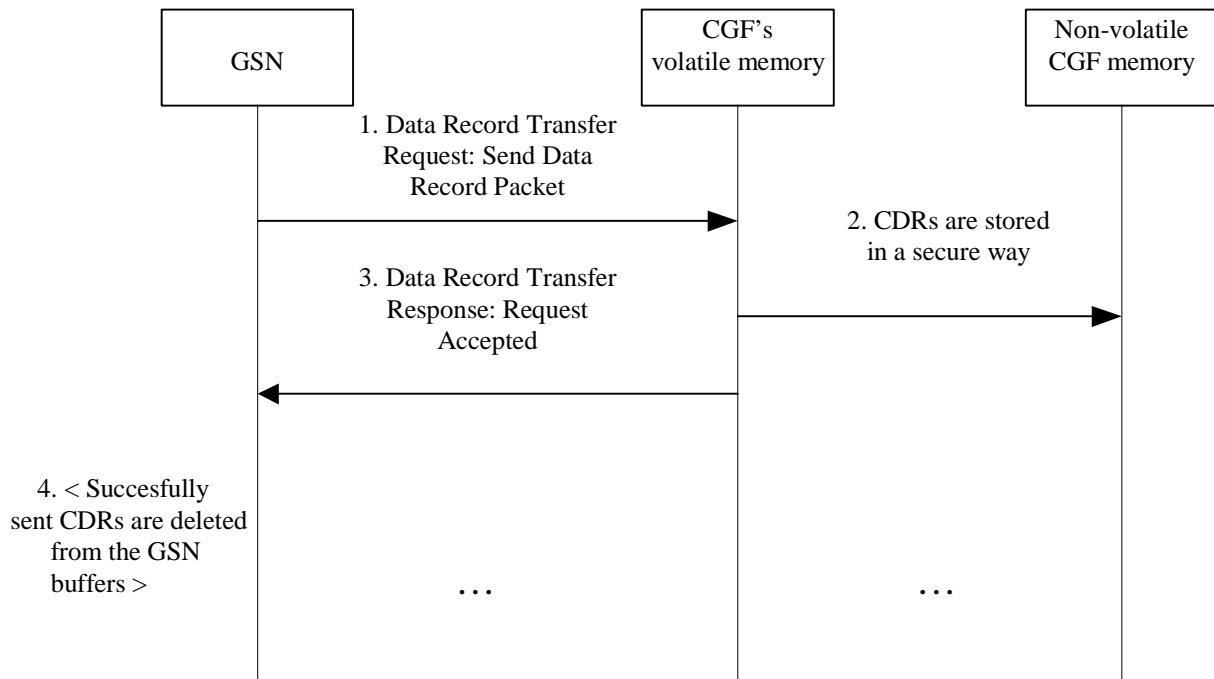 GSN
CGF's
volatile memory
Non-volatile
CGF memory
1. Data Record Transfer
Request: Send Data
Record Packet
2. CDRs are stored
in a secure way
3. Data Record Transfer
Response: Request
Accepted
4. < Succesfully
sent CDRs are deleted
from the GSN
buffers >
...
...